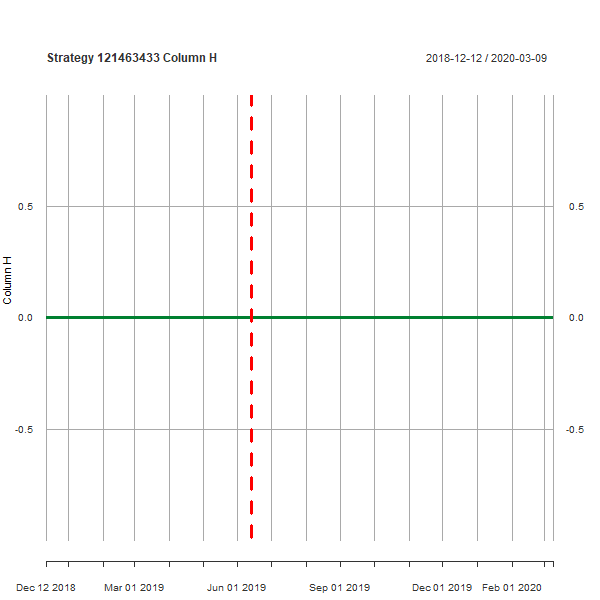 Strategy 121463433 Column H
2018-12-12 / 2020-03-09
0.5
0.5
Column H
0.0
0.0
-0.5
-0.5
Dec 12 2018
Mar 01 2019
Jun 01 2019
Sep 01 2019
Dec 01 2019
Feb 01 2020